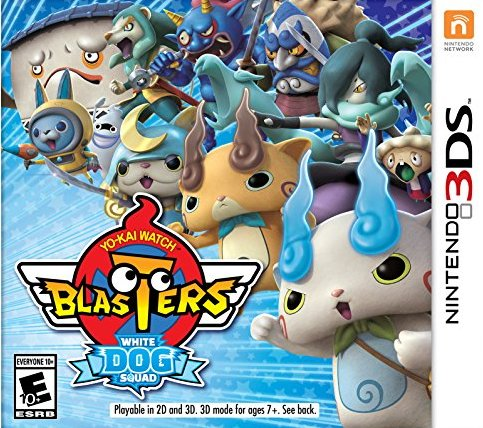 NINTENDO
NETWORK
NINTENDO 3DS
YO-KAI WATCH
BLASTERS
WHITE
DOG
SQUAD
EVERYONE 10+
E
10+
ESRB
Playable in 2D and 3D. 3D mode for ages 7+. See back.